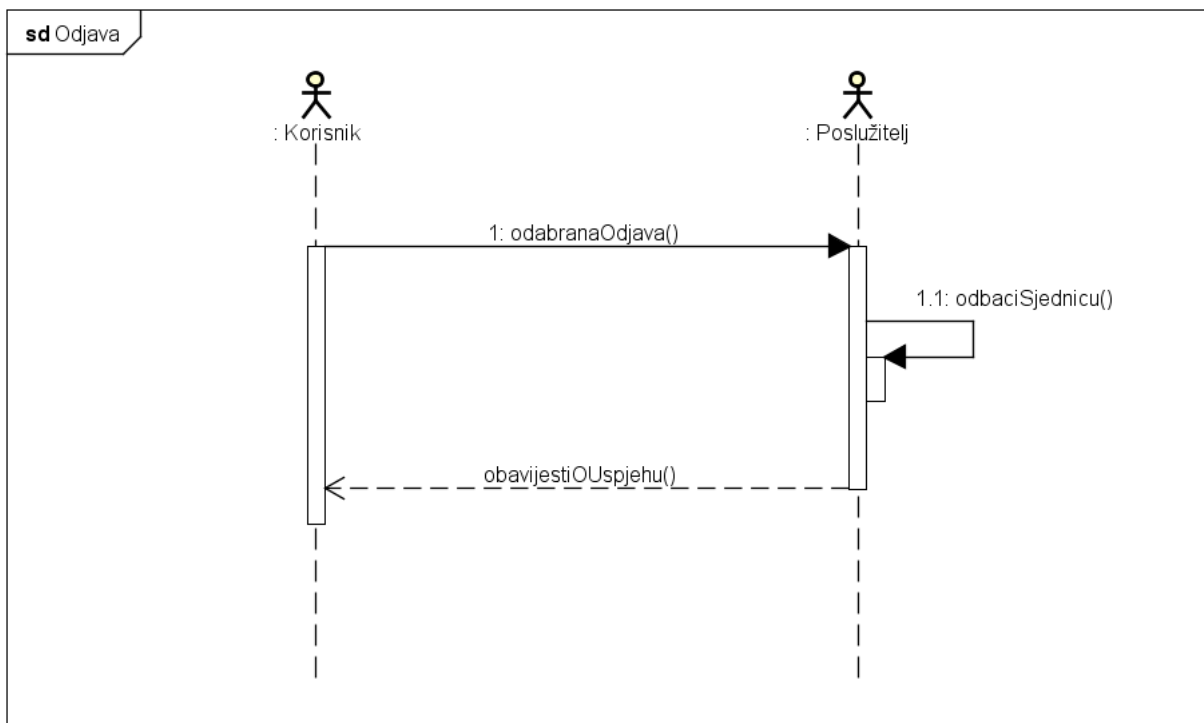 sd Odjava
: Korisnik
: Poslužitelj
1: odabranaOdjava()
1.1: odbaciSjednicu()
obavijestiOUspjehu()